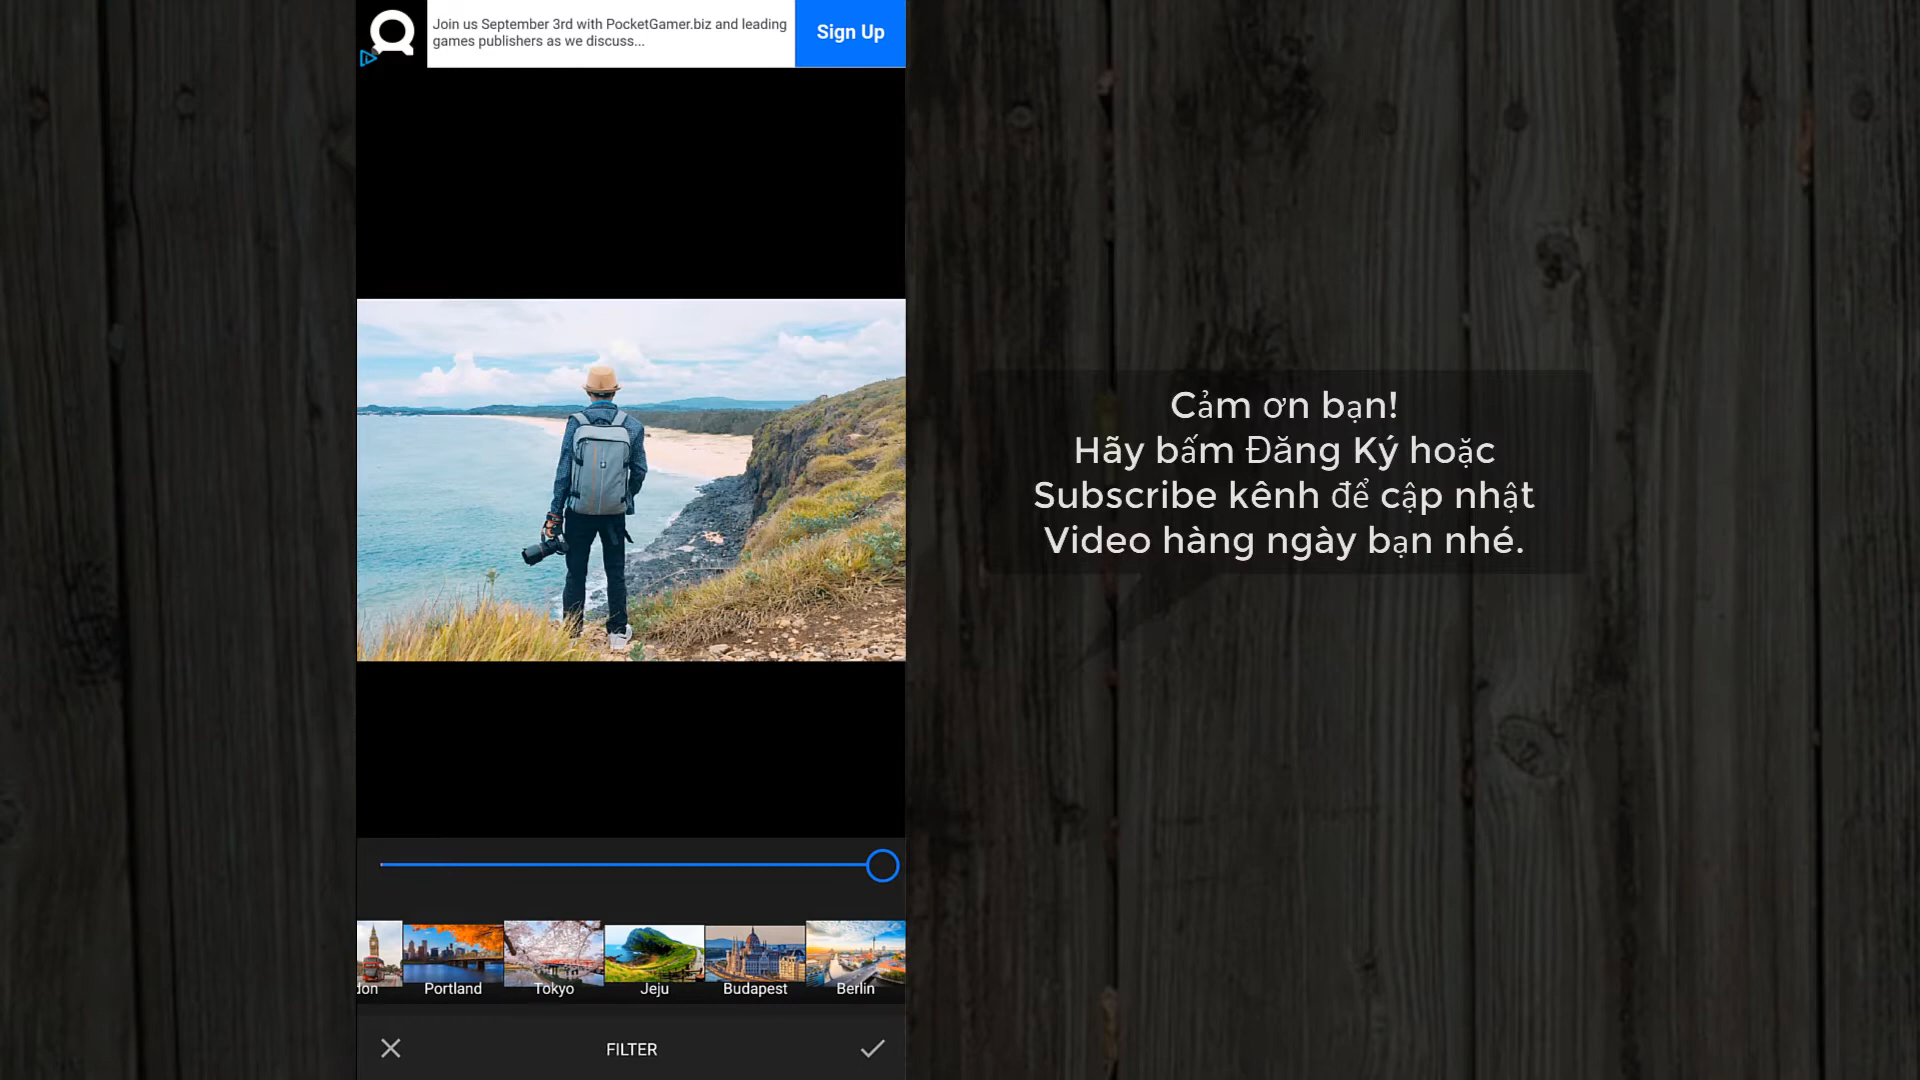 Join us September 3rd with PocketGamer.biz and leading
games publishers as we discuss...
Sign Up
Cảm ơn bạn!
Hãy bấm Đăng Ký hoặc
Subscribe kênh để cập nhật
Video hàng ngày bạn nhé.
don
Portland
Tokyo
Jeju
Budapest
Berlin
FILTER